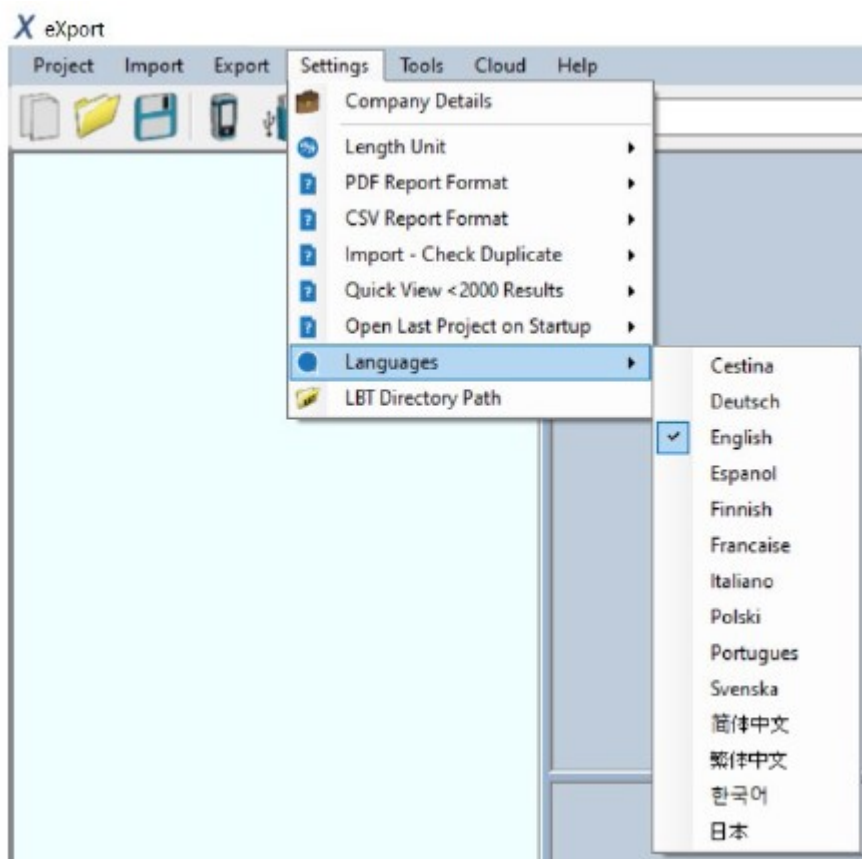 X eXport
Project Import Export Settings Tools Cloud Help
Company Details
Length Unit
PDF Report Format
CSV Report Format
Import - Check Duplicate
Quick View <2000 Results
Open Last Project on Startup
Languages
LBT Directory Path
Cestina
Deutsch
English
Espanol
Finnish
Francaise
Italiano
Polski
Portugues
Svenska
简体中文
繁体中文
한국어
日本